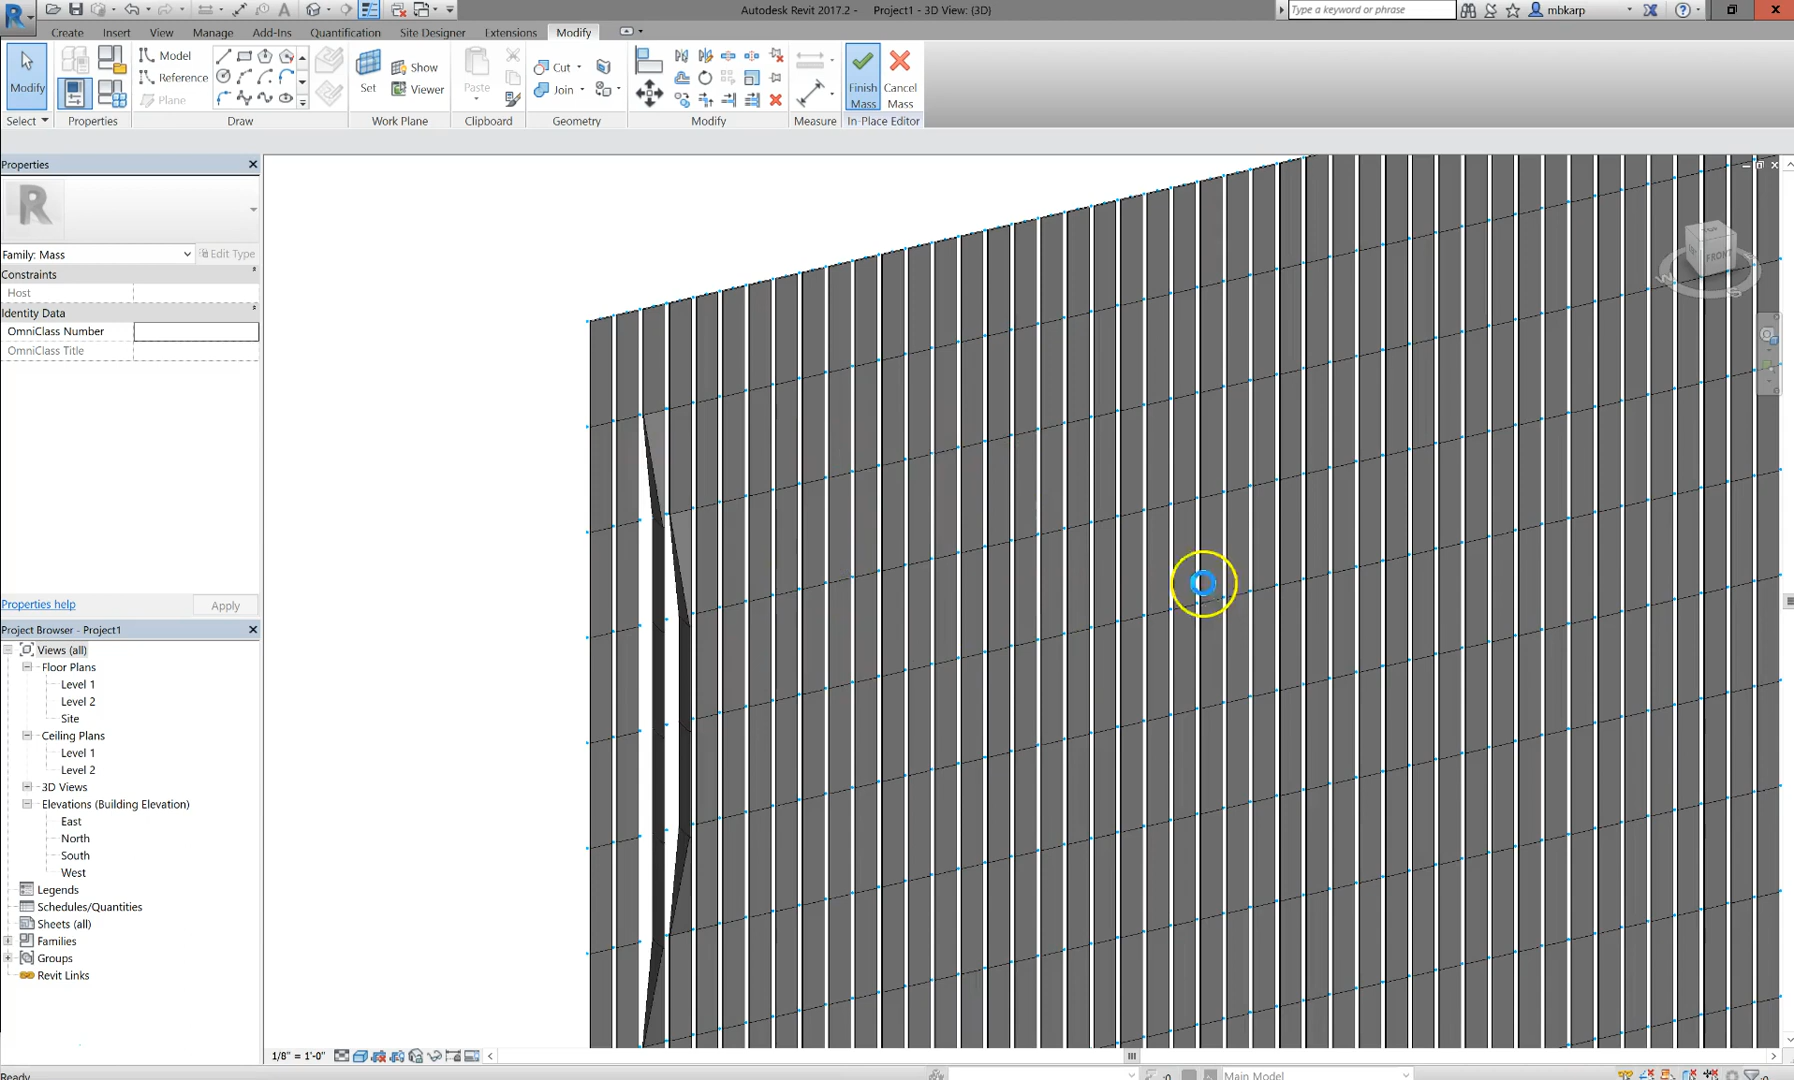 Autodesk Revit 2017.2 - Project1 - 3D View: {3D}
Type a keyword or phrase
mbkarp
Create Insert View Manage Add-Ins Quantification Site Designer Extensions Modify
Modify
Model
Reference
Plane
Set
Show
Viewer
Paste
Cut
Join
Finish Mass
Cancel Mass
Select Properties Draw Work Plane Clipboard Geometry Modify Measure In-Place Editor
Properties
R
Family: Mass
Edit Type
Constraints
Host
Identity Data
OmniClass Number
OmniClass Title
Properties help
Apply
Project Browser - Project1
Views (all)
Floor Plans
Level 1
Level 2
Site
Ceiling Plans
Level 1
Level 2
3D Views
Elevations (Building Elevation)
East
North
South
West
Legends
Schedules/Quantities
Sheets (all)
Families
Groups
Revit Links
FRONT
1/8" = 1'-0"
Ready
:0
Main Model